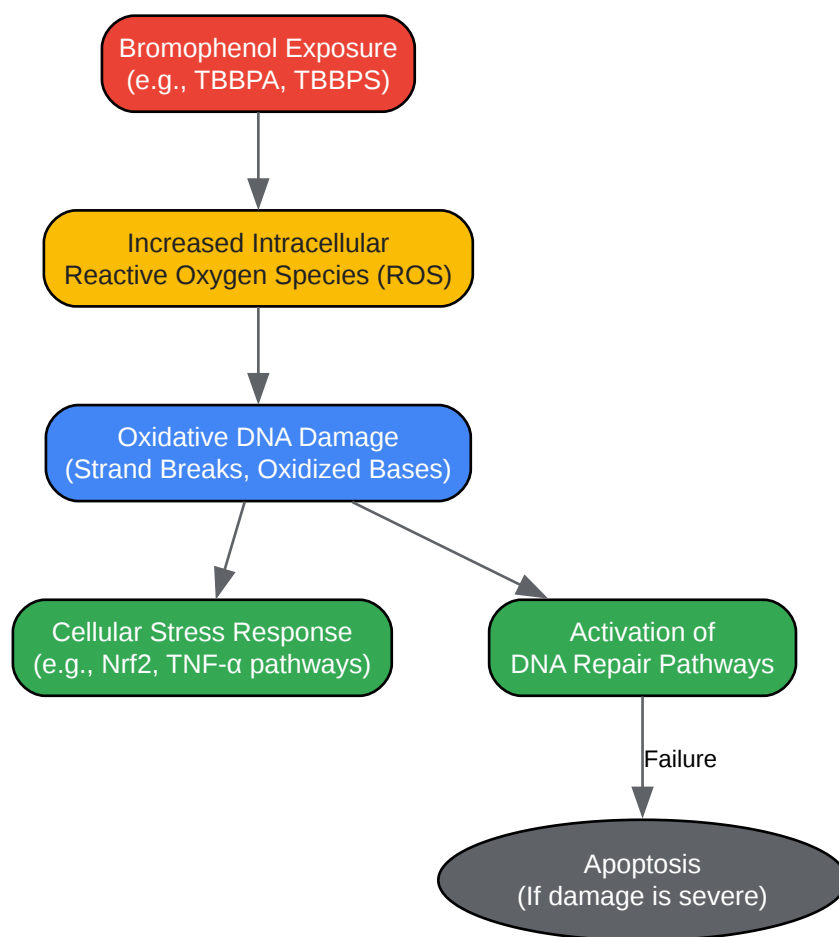 Bromophenol Exposure
(e.g., TBBPA, TBBPS)
Increased Intracellular
Reactive Oxygen Species (ROS)
Oxidative DNA Damage
(Strand Breaks, Oxidized Bases)
Cellular Stress Response
(e.g., Nrf2, TNF-α pathways)
Activation of
DNA Repair Pathways
Failure
Apoptosis
(If damage is severe)